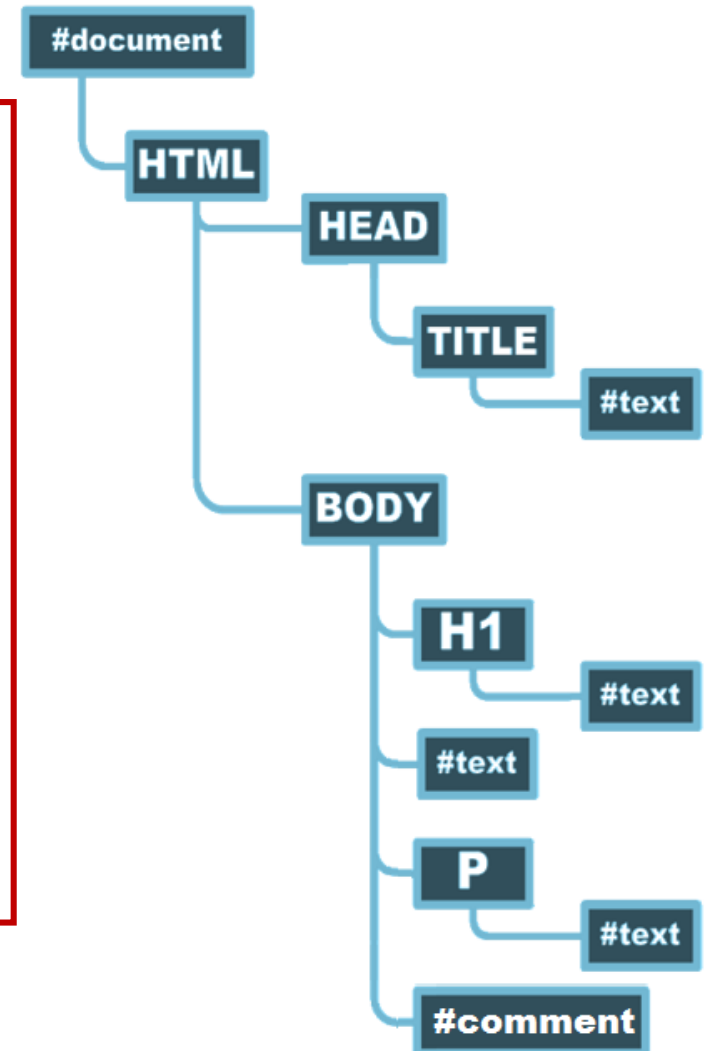 #document
HTML
HEAD
TITLE
#text
BODY
H1
#text
#text
P
#text
#comment